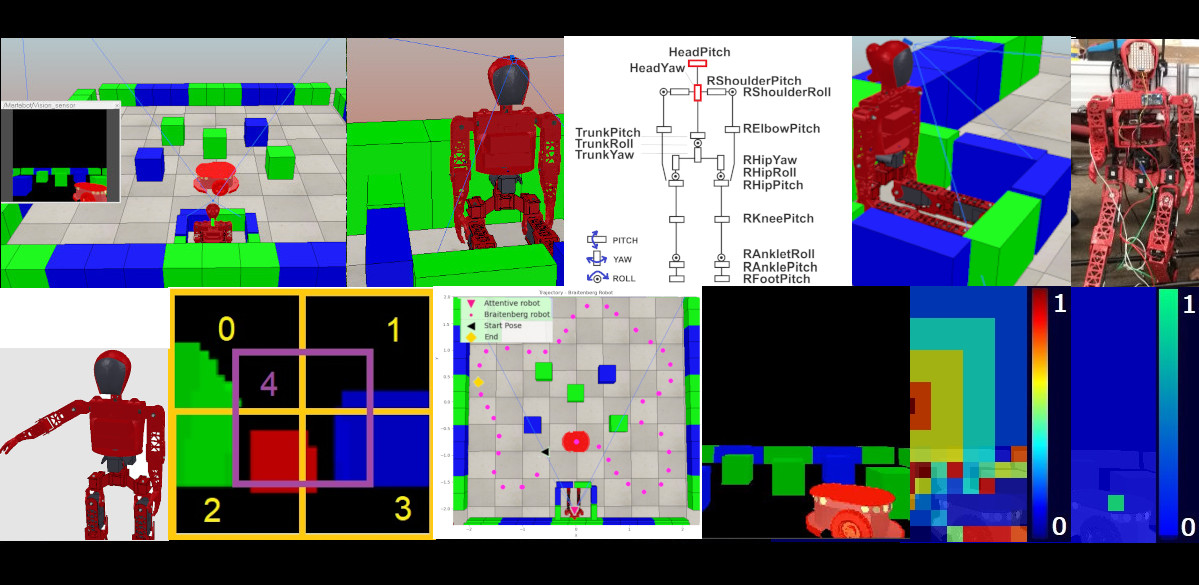 /Martebot/Vision_sensor
HeadPitch
HeadYaw
RShoulderPitch
RShoulderRoll
TrunkPitch
TrunkRoll
TrunkYaw
RElbowPitch
RHipYaw
RHipRoll
RHipPitch
RKneePitch
RAnkletRoll
RAnklePitch
RFootPitch
PITCH
YAW
ROLL
0
1
4
2
3
Trajectory - Braitenberg Robot
Attentive robot
Braitenberg robot
Start Pose
End
1
0
1
0